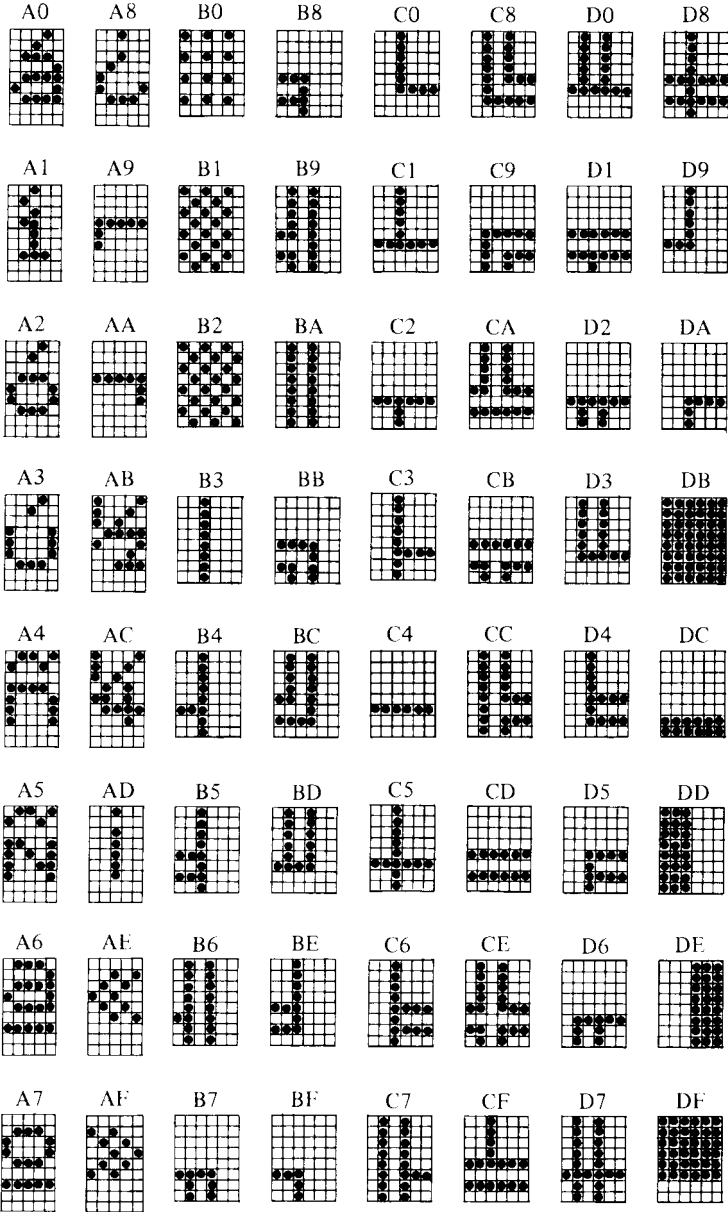 A0 A8 B0 B8 C0 C8 D0 D8
A1 A9 B1 B9 C1 C9 D1 D9
A2 AA B2 BA C2 CA D2 DA
A3 AB B3 BB C3 CB D3 DB
A4 AC B4 BC C4 CC D4 DC
A5 AD B5 BD C5 CD D5 DD
A6 AE B6 BE C6 CE D6 DE
A7 AF B7 BF C7 CF D7 DF